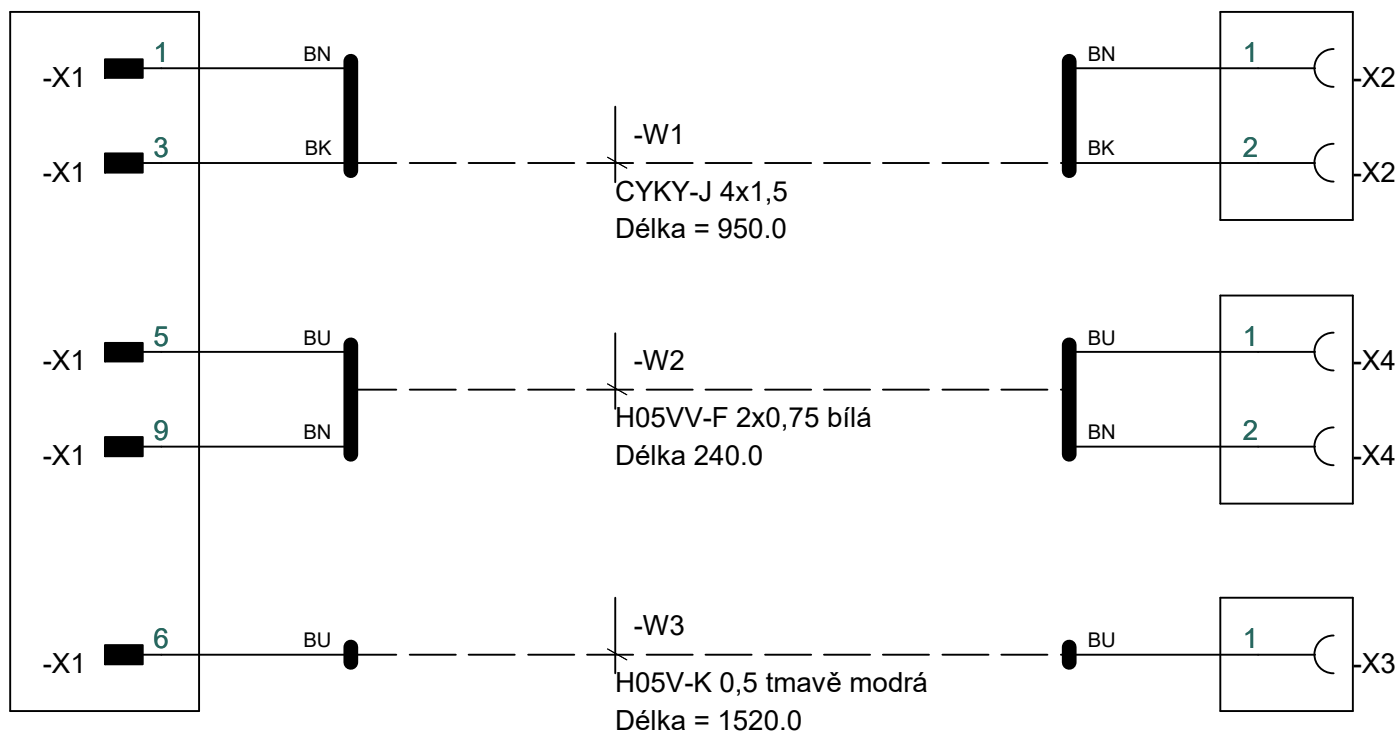 -X1 1 BN BN 1 -X2
-X1 3 BK BK 2 -X2
-W1
CYKY-J 4x1,5
Délka = 950.0
-X1 5 BU BU 1 -X4
-W2
H05VV-F 2x0,75 bílá
-X1 9 BN BN 2 -X4
Délka 240.0
-W3
-X1 6 BU BU 1 -X3
H05V-K 0,5 tmavě modrá
Délka = 1520.0